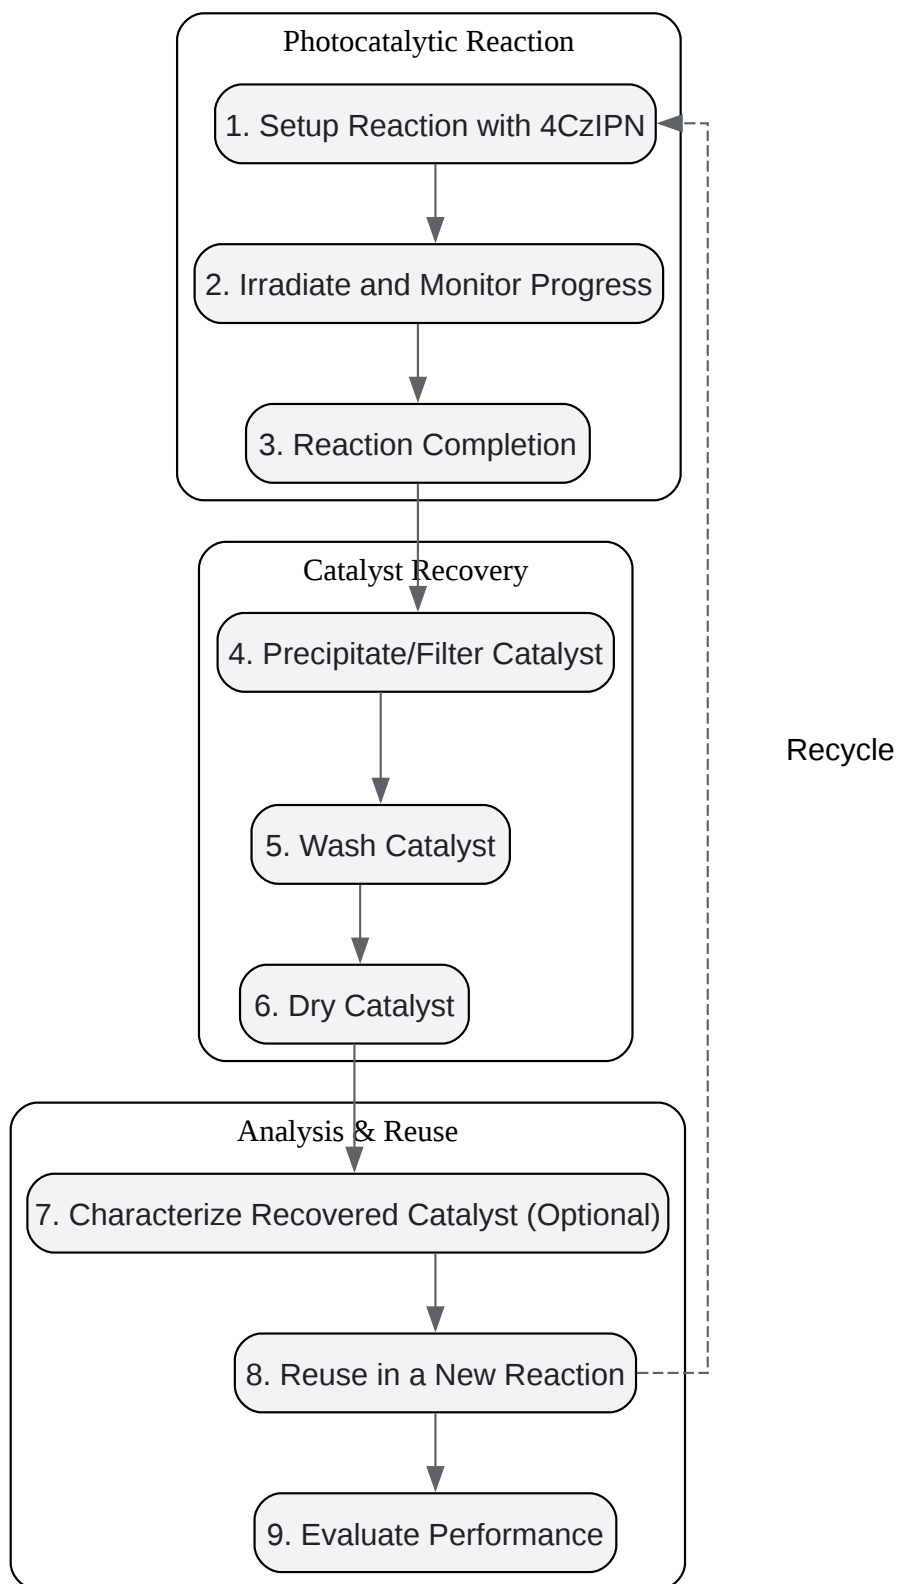 Photocatalytic Reaction
1. Setup Reaction with 4CzIPN
2. Irradiate and Monitor Progress
3. Reaction Completion
Catalyst Recovery
4. Precipitate/Filter Catalyst
Recycle
5. Wash Catalyst
6. Dry Catalyst
Analysis & Reuse
7. Characterize Recovered Catalyst (Optional)
8. Reuse in a New Reaction
9. Evaluate Performance